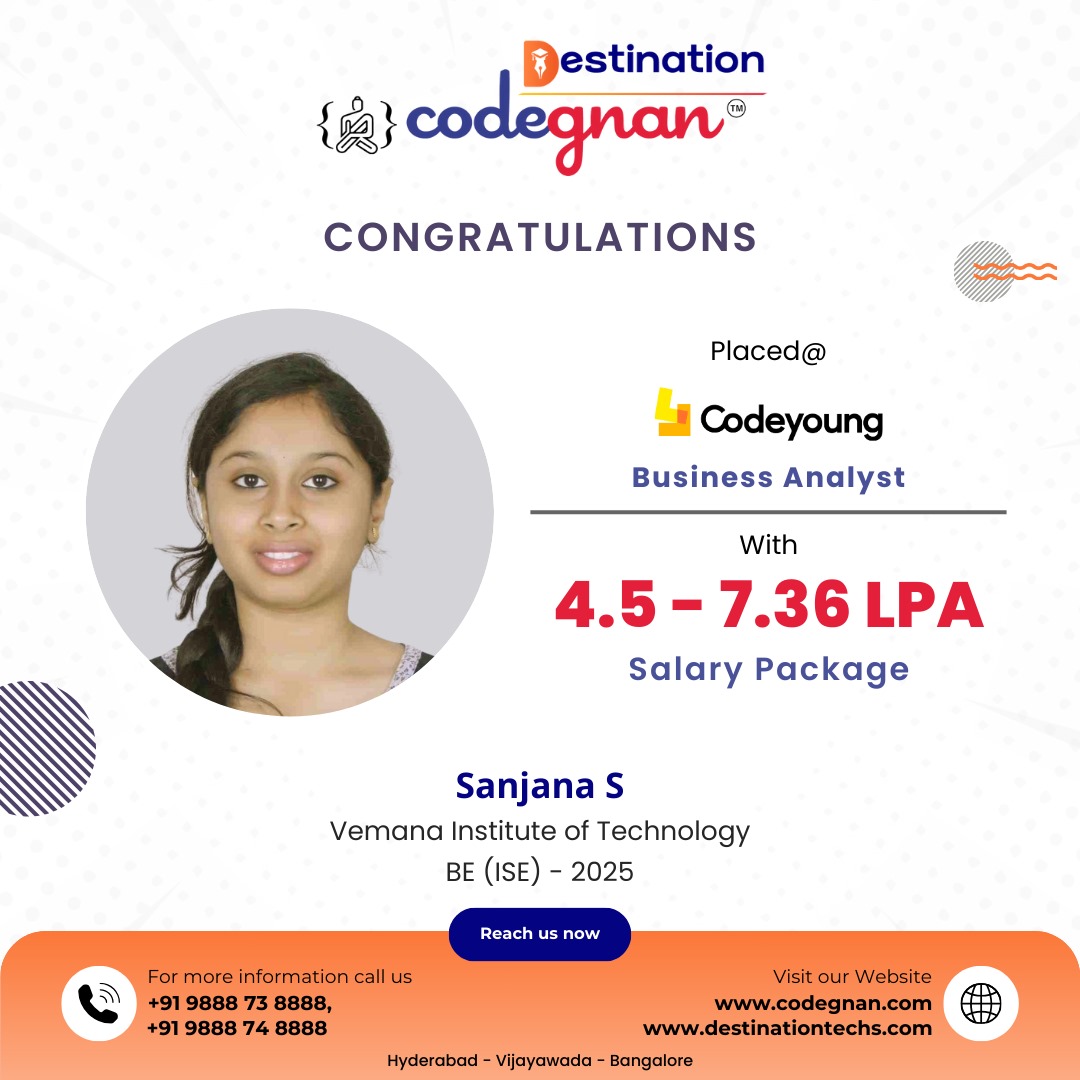 Destination
codegnan™
CONGRATULATIONS
Placed@
Codeyoung
Business Analyst
With
4.5 - 7.36 LPA
Salary Package
Sanjana S
Vemana Institute of Technology
BE (ISE) - 2025
Reach us now
For more information call us
+91 9888 73 8888,
+91 9888 74 8888
Visit our Website
www.codegnan.com
www.destinationtechs.com
Hyderabad - Vijayawada - Bangalore